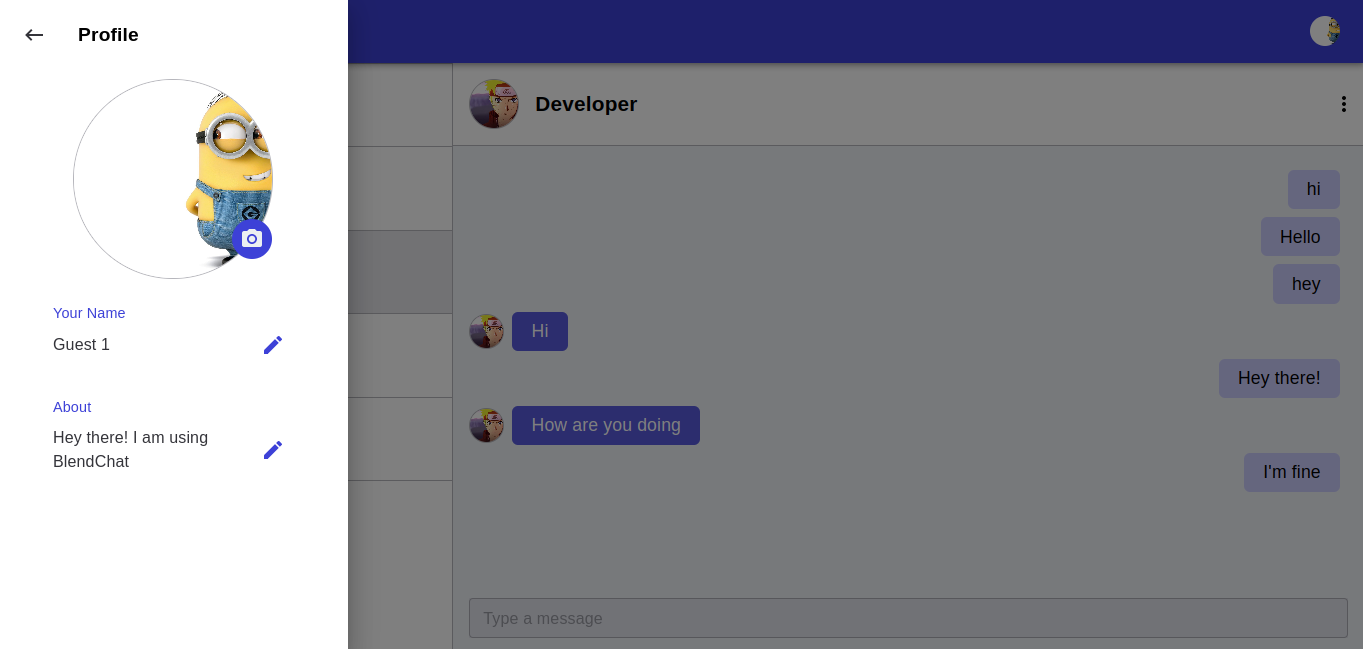 Profile
Your Name
Guest 1
About
Hey there! I am using
BlendChat
Developer
hi
Hello
hey
Hi
Hey there!
How are you doing
I'm fine
Type a message